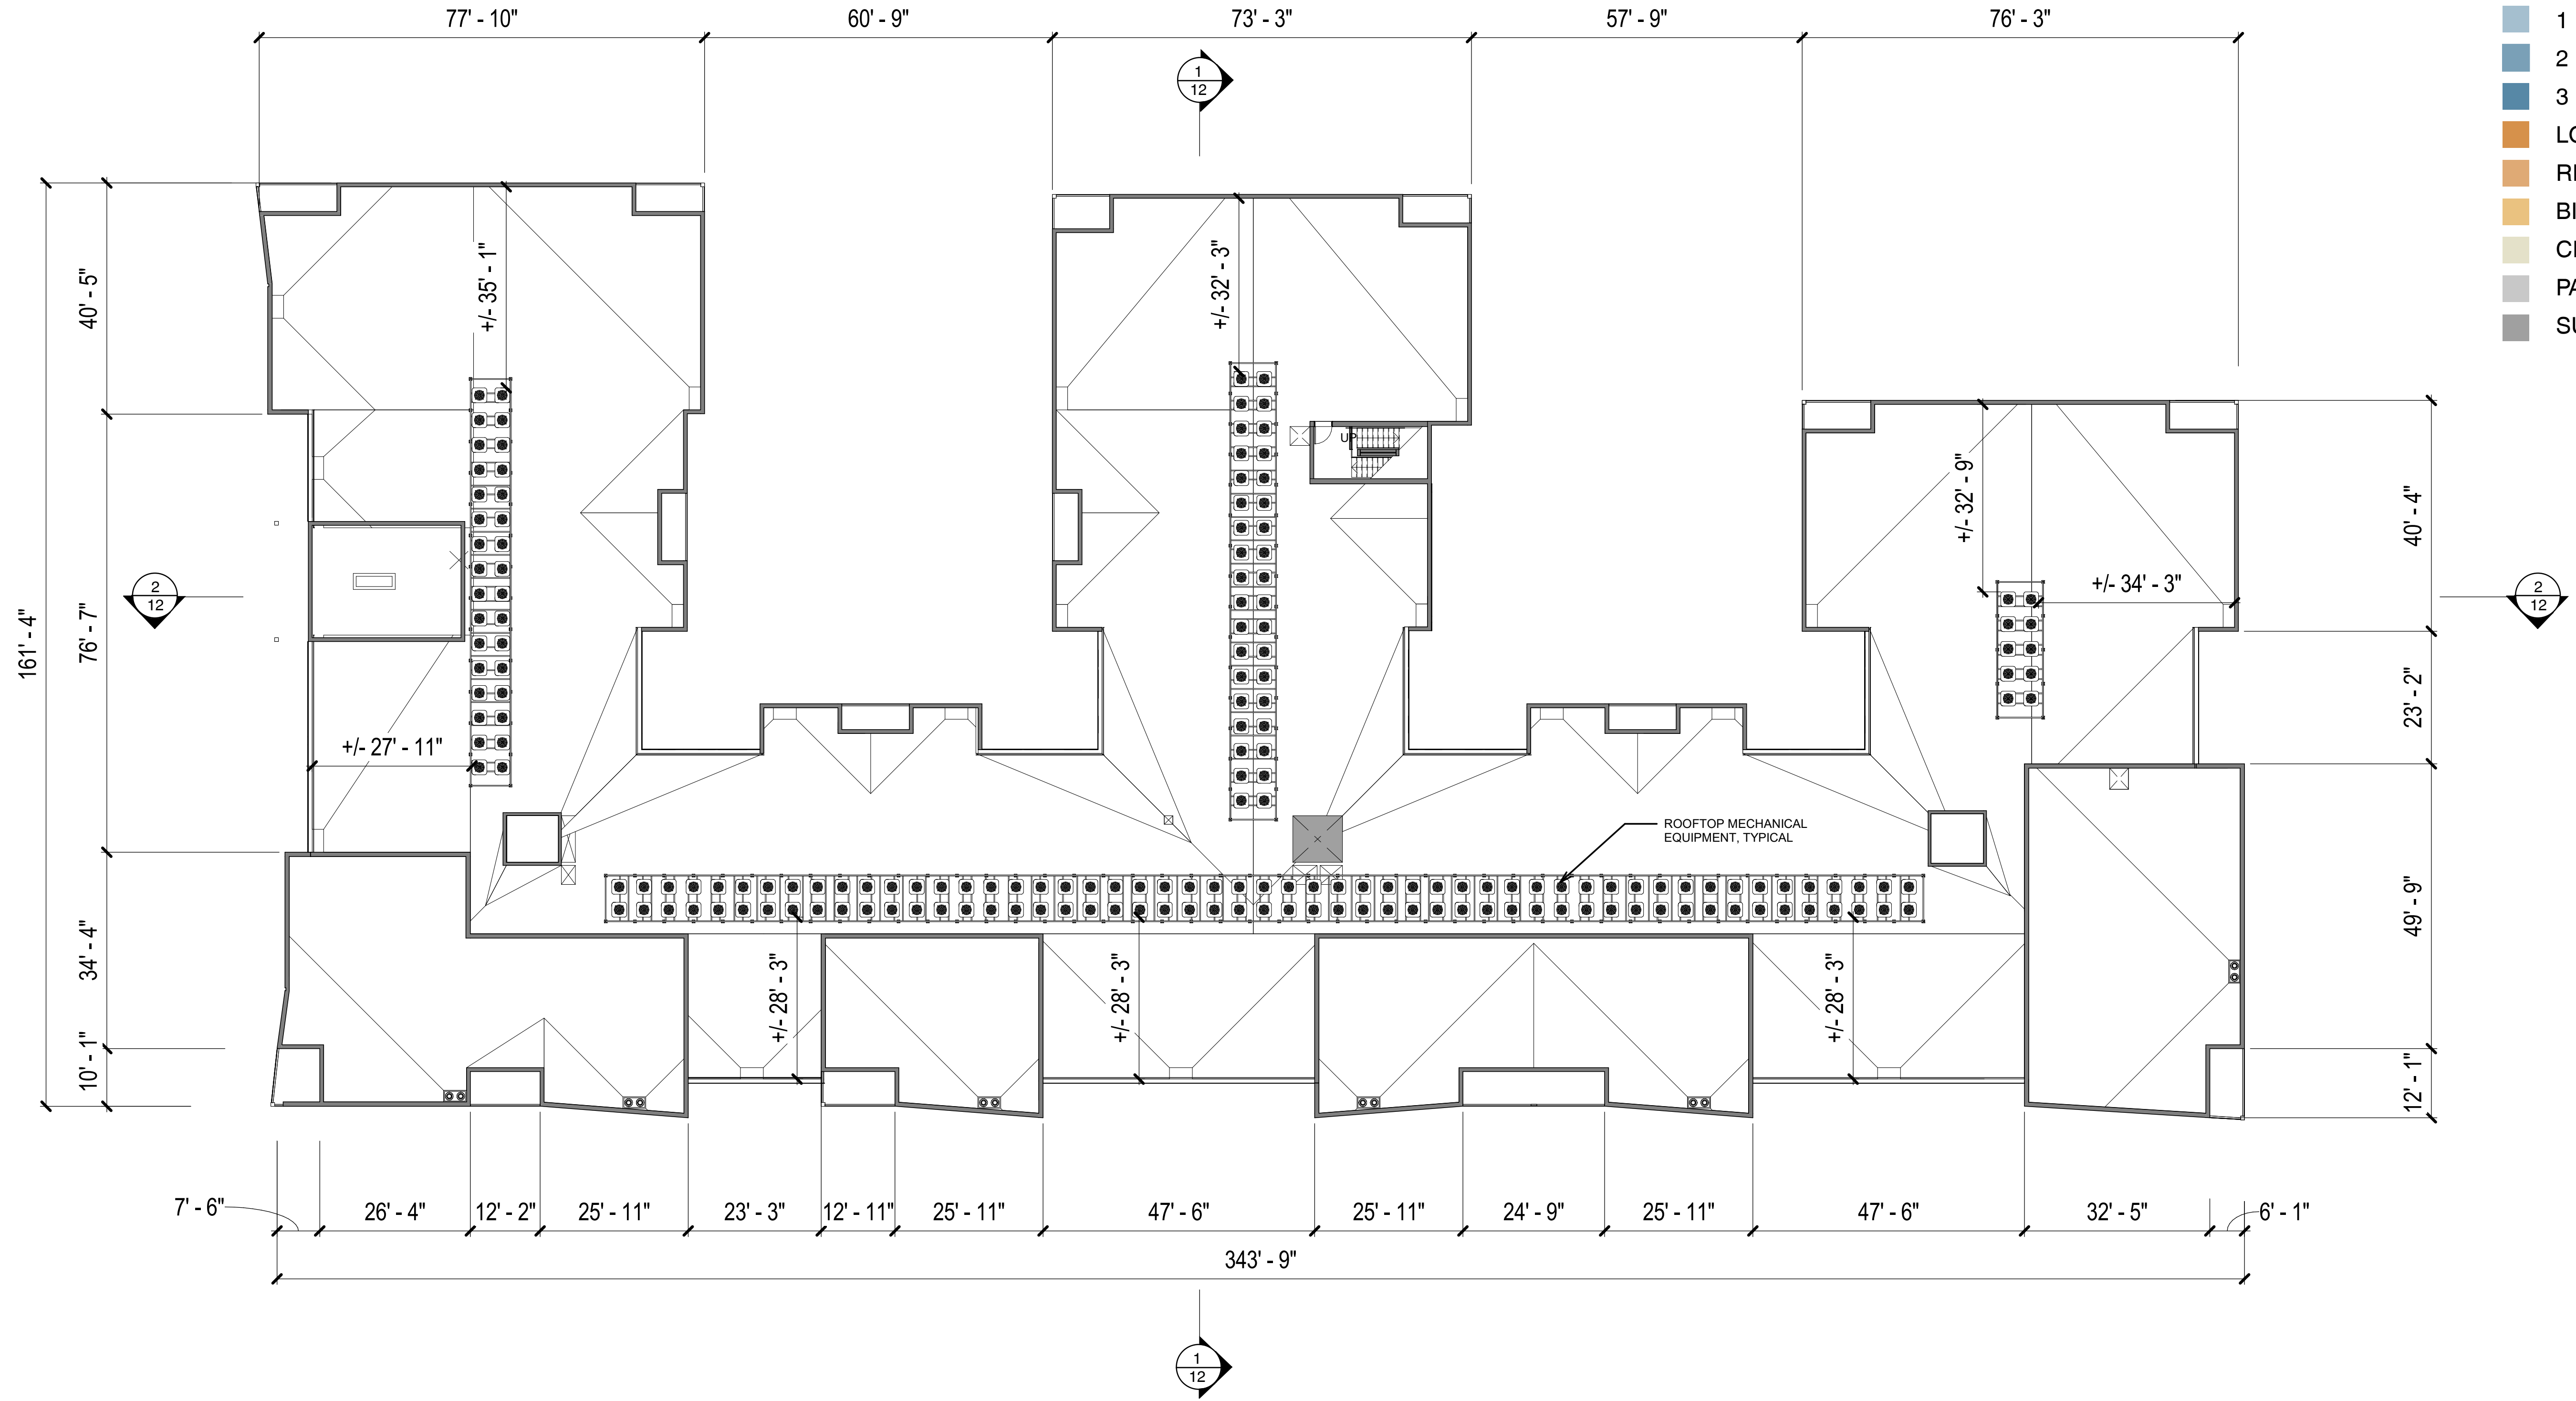 77' - 10"
60' - 9"
73' - 3"
57' - 9"
76' - 3"
1
12
1
2
3
LO
BI
PA
SU
40' - 5"
76' - 7"
34' - 4"
10' - 1"
161' - 4"
+/- 35' - 1"
+/- 32' - 3"
+/- 32' - 9"
+/- 34' - 3"
+/- 27' - 11"
UP
2
12
2
12
40' - 4"
23' - 2"
49' - 9"
12' - 1"
ROOFTOP MECHANICAL
EQUIPMENT, TYPICAL
+/- 28' - 3"
+/- 28' - 3"
+/- 28' - 3"
7' - 6"
26' - 4"
12' - 2"
25' - 11"
23' - 3"
12' - 11"
25' - 11"
47' - 6"
25' - 11"
24' - 9"
25' - 11"
47' - 6"
32' - 5"
6' - 1"
343' - 9"
1
12